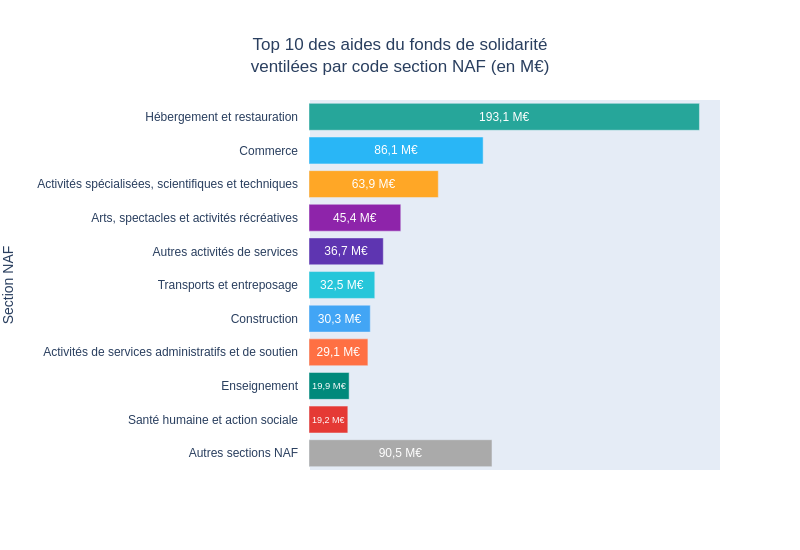 Top 10 des aides du fonds de solidarité
ventilées par code section NAF (en M€)
Section NAF
Hébergement et restauration 193,1 M€
Commerce 86,1 M€
Activités spécialisées, scientifiques et techniques 63,9 M€
Arts, spectacles et activités récréatives 45,4 M€
Autres activités de services 36,7 M€
Transports et entreposage 32,5 M€
Construction 30,3 M€
Activités de services administratifs et de soutien 29,1 M€
Enseignement 19,9 M€
Santé humaine et action sociale 19,2 M€
Autres sections NAF 90,5 M€